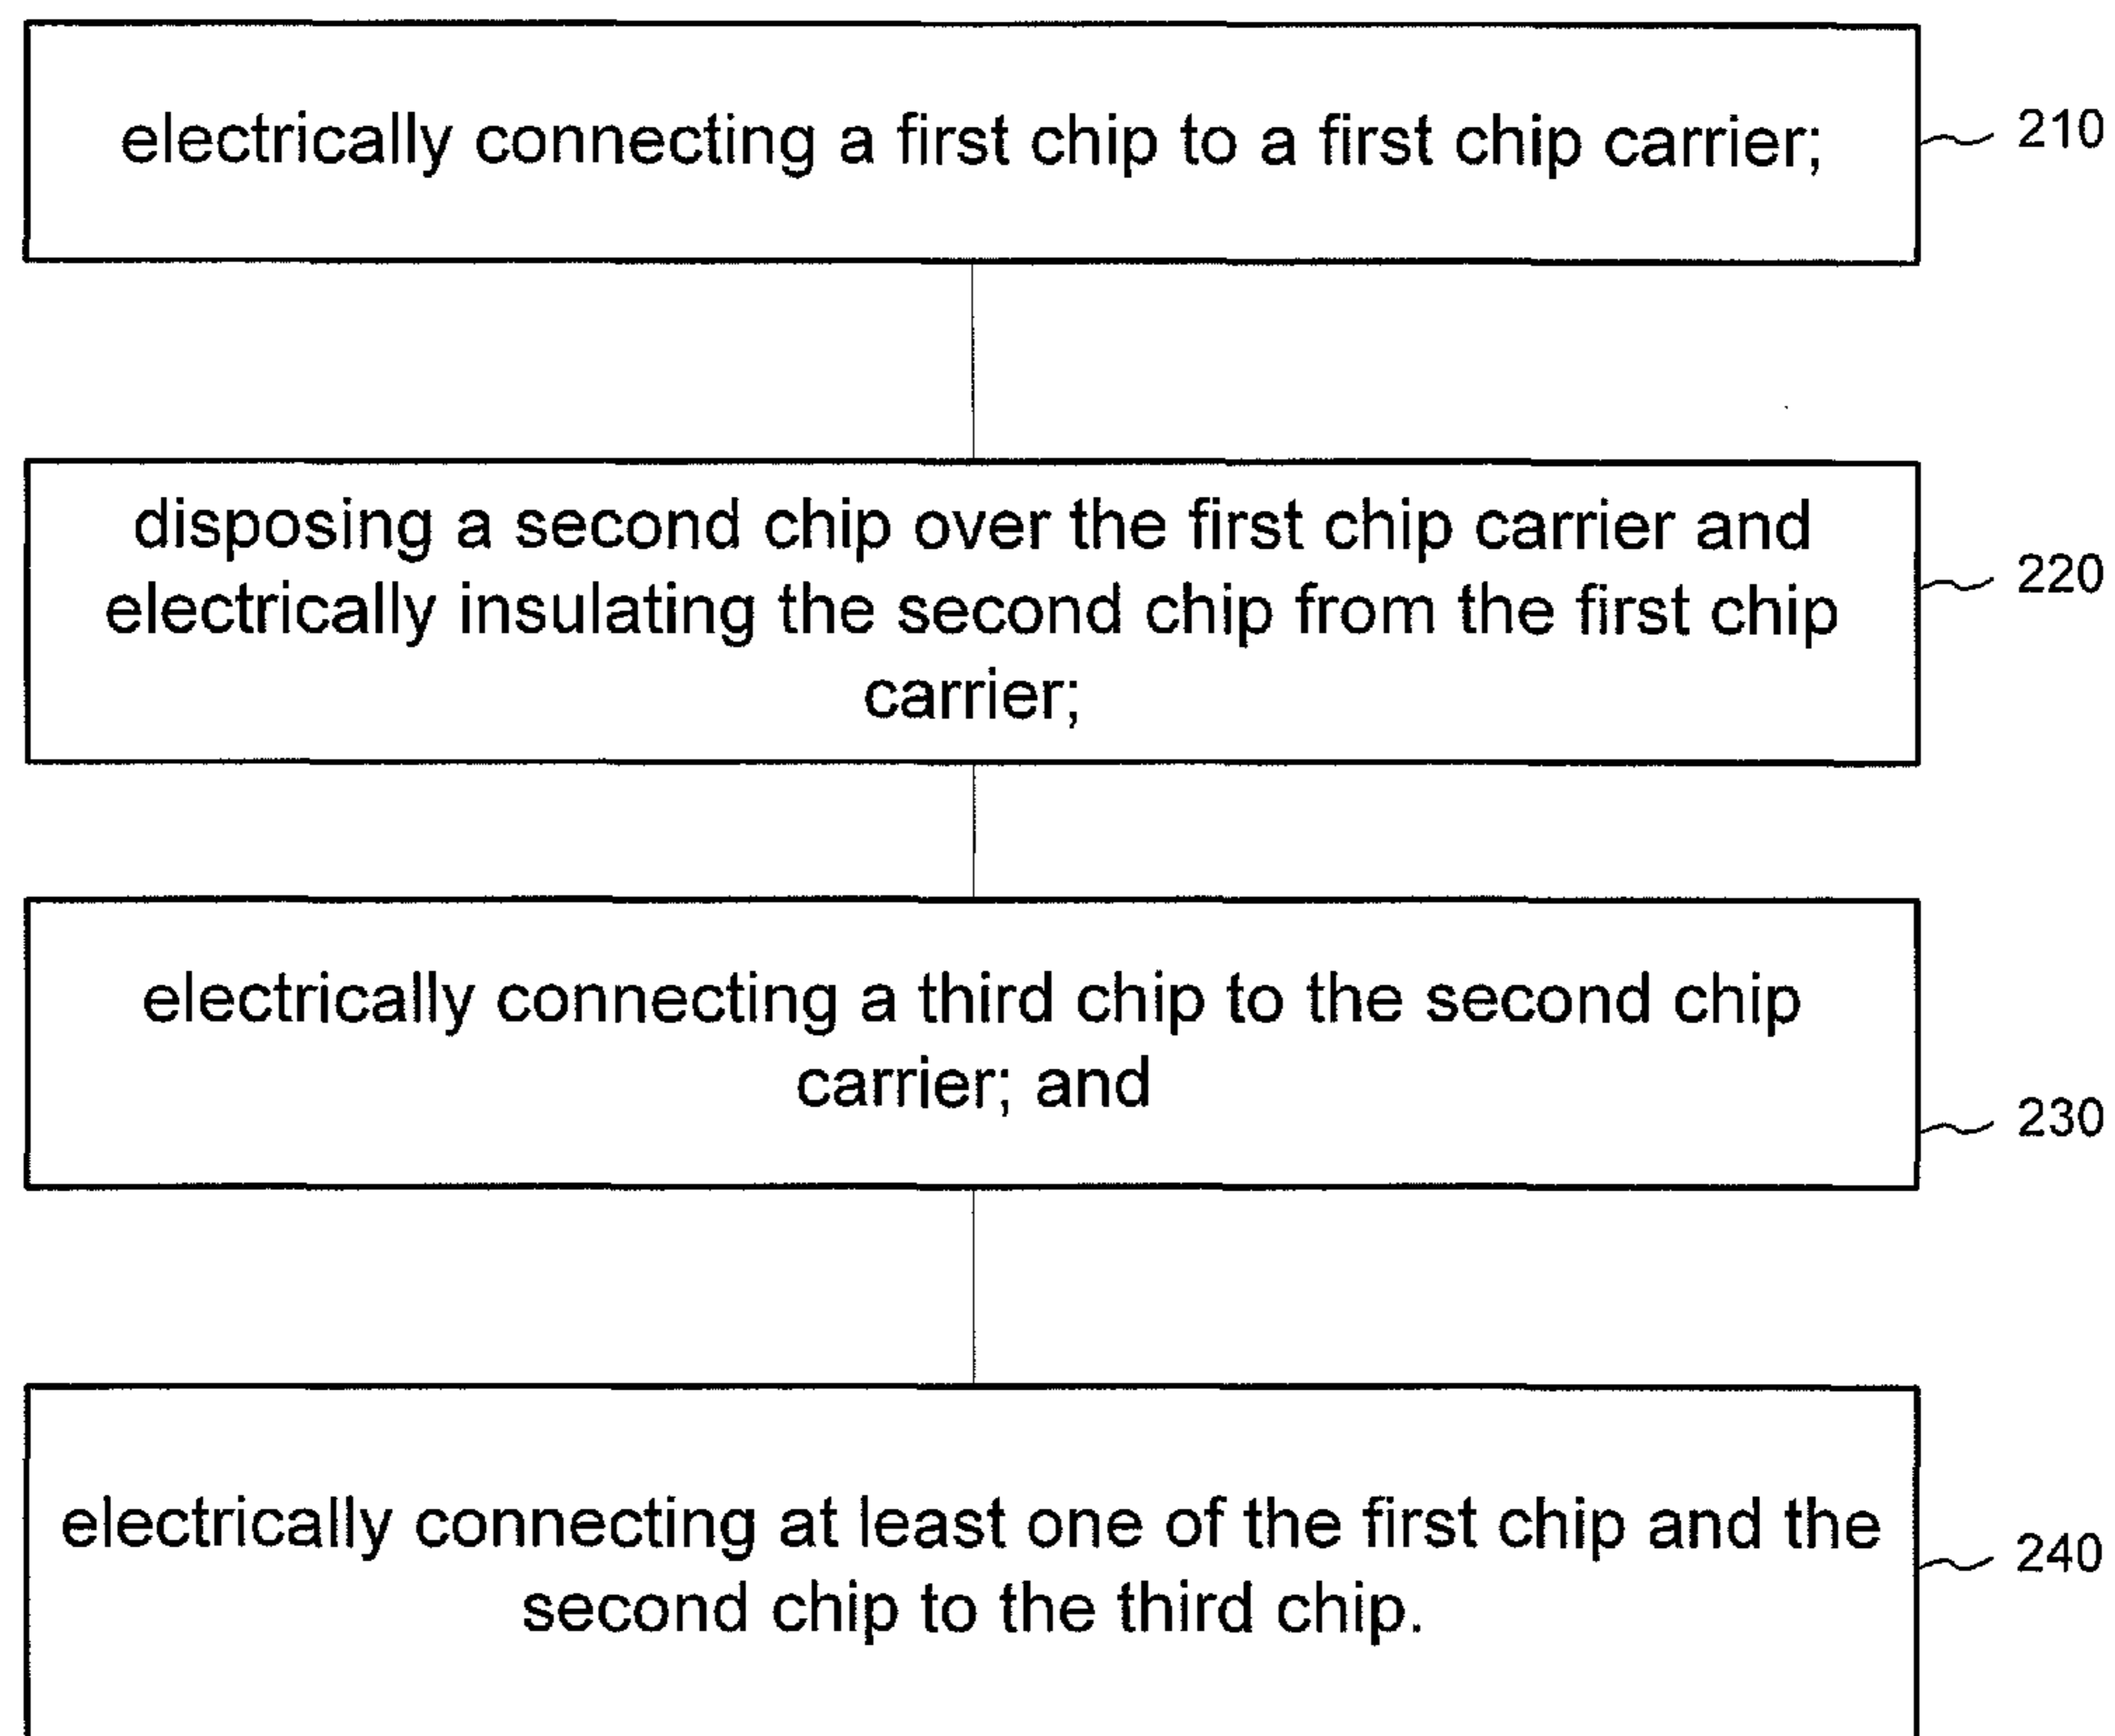 electrically connecting a first chip to a first chip carrier;
210
disposing a second chip over the first chip carrier and
electrically insulating the second chip from the first chip
carrier;
220
electrically connecting a third chip to the second chip
carrier; and
230
electrically connecting at least one of the first chip and the
second chip to the third chip.
240